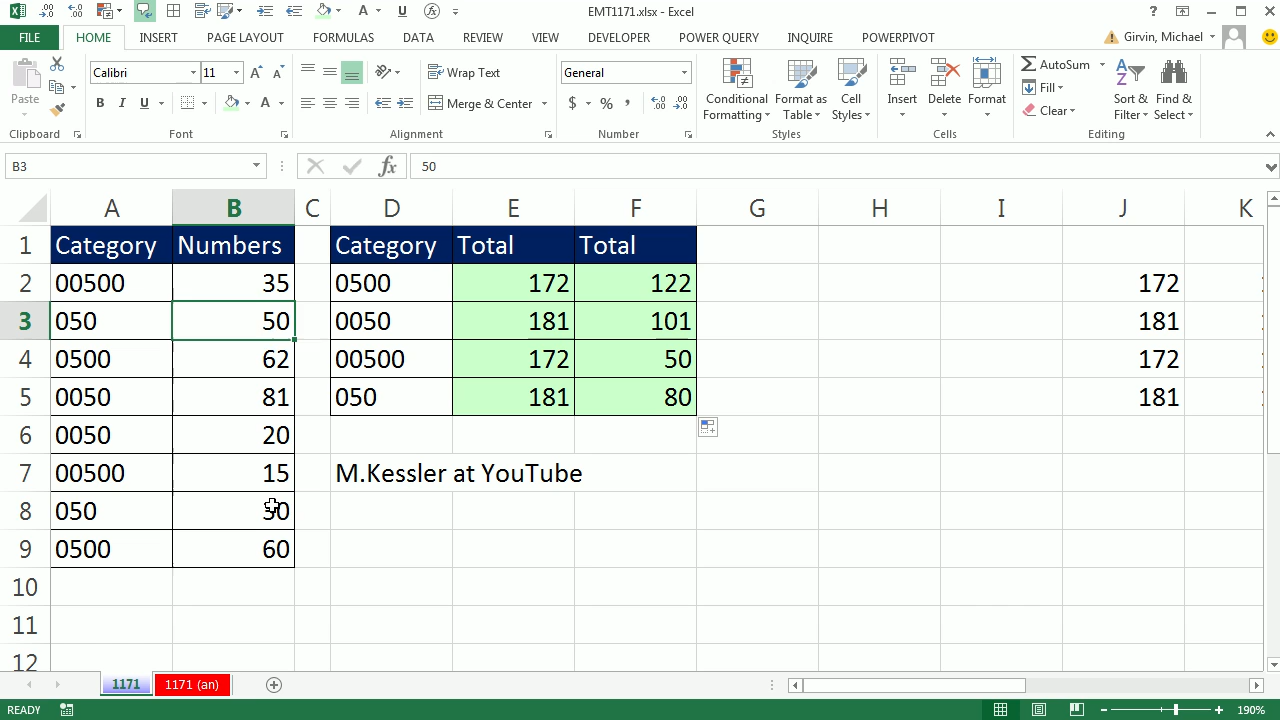 EMT1171.xlsx - Excel
FILE HOME INSERT PAGE LAYOUT FORMULAS DATA REVIEW VIEW DEVELOPER POWER QUERY INQUIRE POWERPIVOT Girvin, Michael
Paste Calibri 11 Wrap Text General Conditional Formatting Format as Table Cell Styles Insert Delete Format AutoSum Sort & Filter Find & Select
B I U Merge & Center $ % , Fill
Clear
Clipboard Font Alignment Number Styles Cells Editing
B3 fx 50
A B C D E F G H I J K
1 Category Numbers Category Total Total
2 00500 35 0500 172 122 172
3 050 50 0050 181 101 181
4 0500 62 00500 172 50 172
5 0050 81 050 181 80 181
6 0050 20
7 00500 15 M.Kessler at YouTube
8 050 30
9 0500 60
10
11
12
1171 1171 (an)
READY 190%